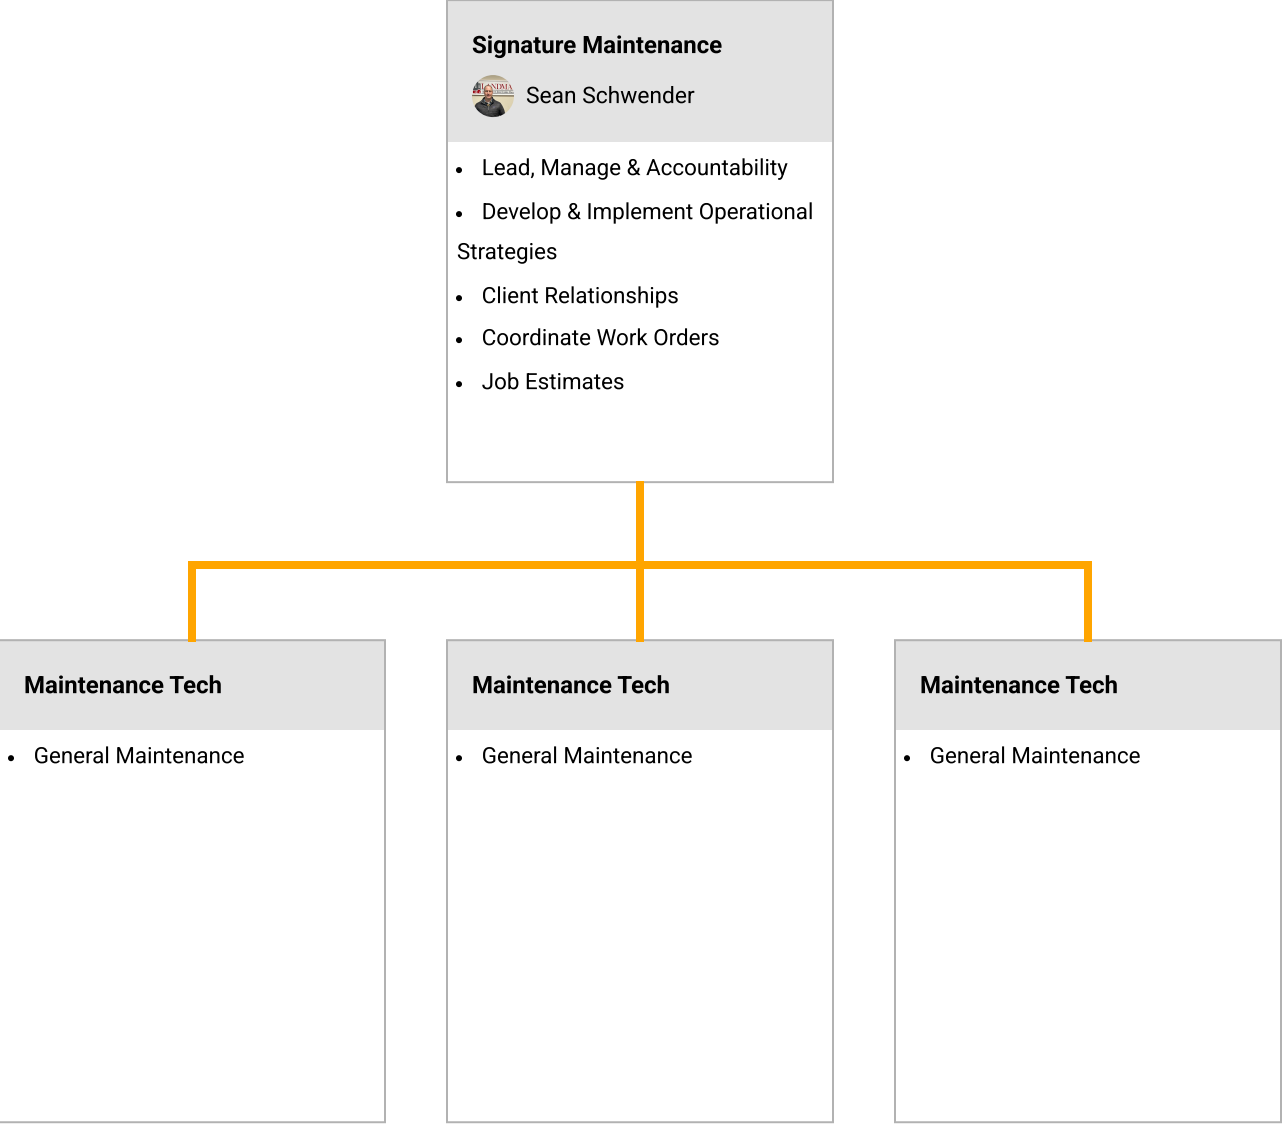 Signature Maintenance
Sean Schwender
• Lead, Manage & Accountability
• Develop & Implement Operational
Strategies
• Client Relationships
• Coordinate Work Orders
• Job Estimates
Maintenance Tech
• General Maintenance
Maintenance Tech
• General Maintenance
Maintenance Tech
• General Maintenance